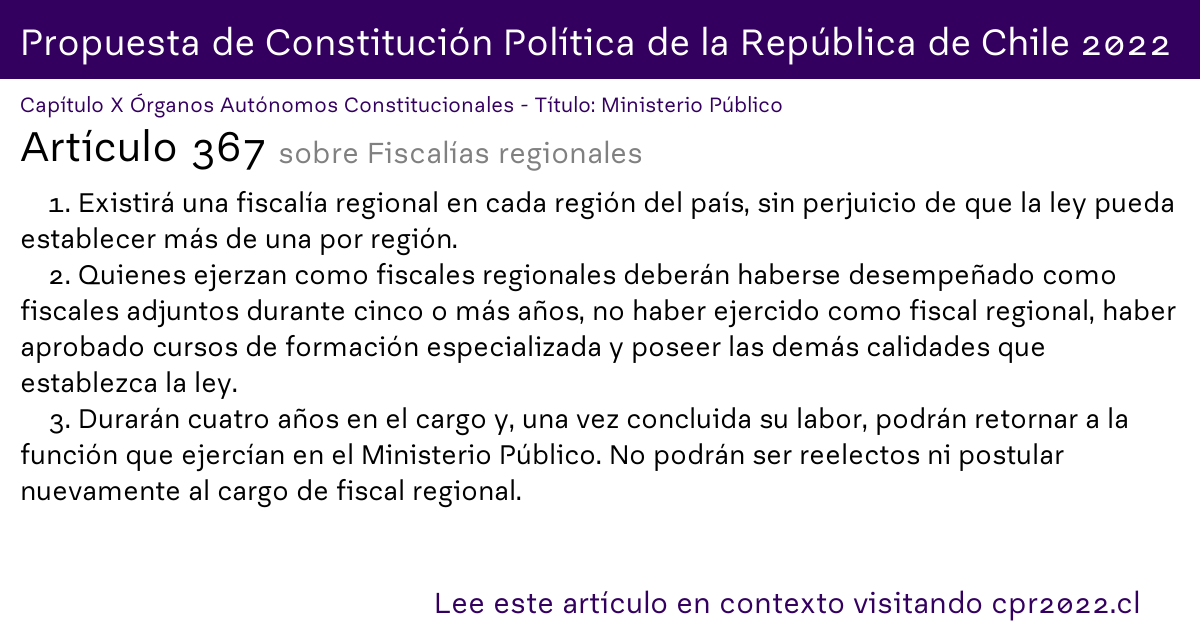 Propuesta de Constitución Política de la República de Chile 2022
Capítulo X Órganos Autónomos Constitucionales - Título: Ministerio Público
Artículo 367 sobre Fiscalías regionales
1. Existirá una fiscalía regional en cada región del país, sin perjuicio de que la ley pueda
establecer más de una por región.
2. Quienes ejerzan como fiscales regionales deberán haberse desempeñado como
fiscales adjuntos durante cinco o más años, no haber ejercido como fiscal regional, haber
aprobado cursos de formación especializada y poseer las demás calidades que
establezca la ley.
3. Durarán cuatro años en el cargo y, una vez concluida su labor, podrán retornar a la
función que ejercían en el Ministerio Público. No podrán ser reelectos ni postular
nuevamente al cargo de fiscal regional.
Lee este artículo en contexto visitando cpr2022.cl